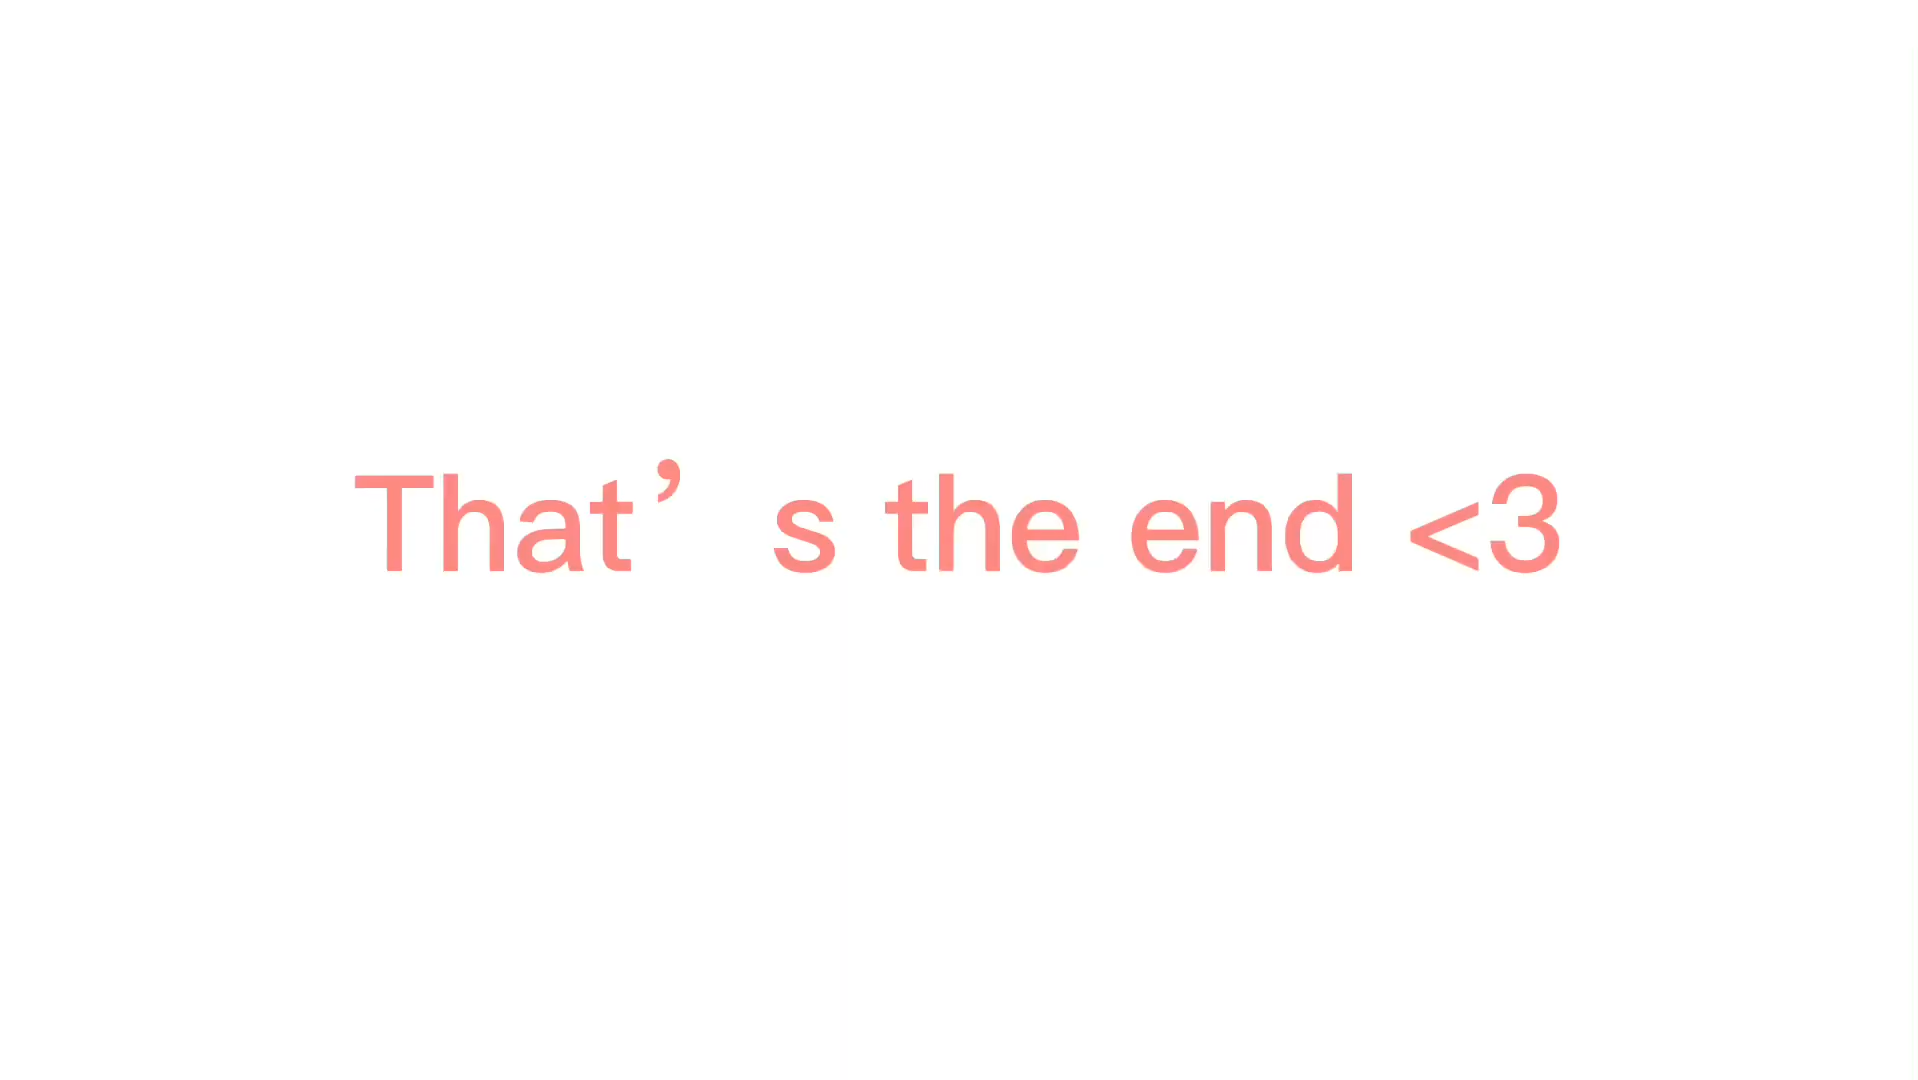 That’s the end <3